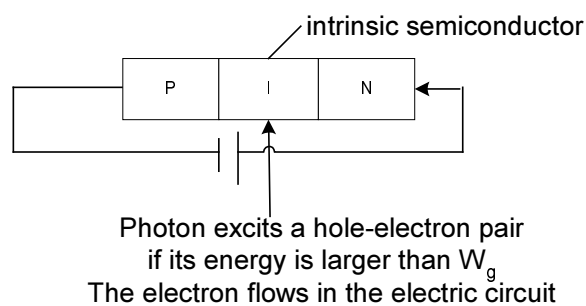 intrinsic semiconductor
P I N
Photon excits a hole-electron pair
if its energy is larger than Wg
The electron flows in the electric circuit